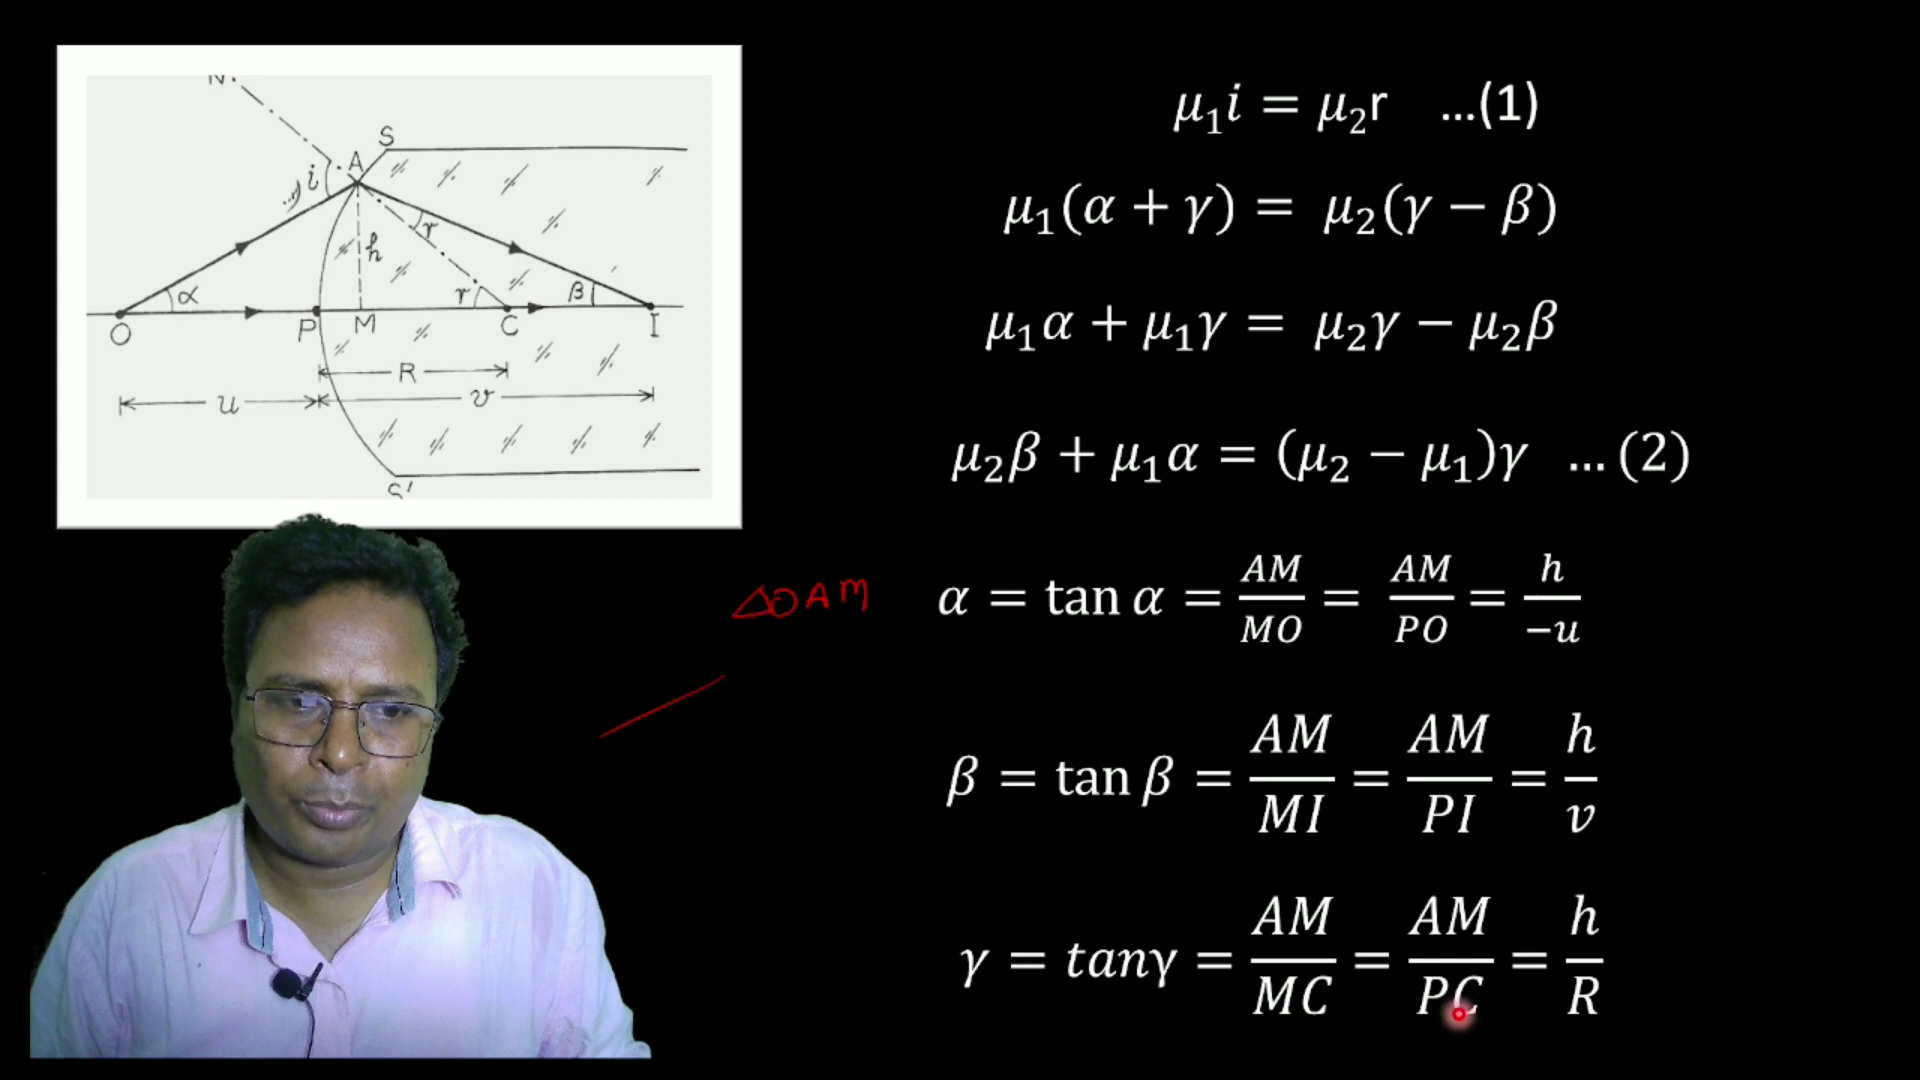 N
S
A
i
r
h
α
r
β
O
P
M
C
I
R
u
v
S'
μ₁i = μ₂r ...(1)
μ₁(α + γ) = μ₂(γ − β)
μ₁α + μ₁γ = μ₂γ − μ₂β
μ₂β + μ₁α = (μ₂ − μ₁)γ ... (2)
△OAM
α = tan α = AM/MO = AM/PO = h/−u
β = tan β = AM/MI = AM/PI = h/v
γ = tanγ = AM/MC = AM/PC = h/R